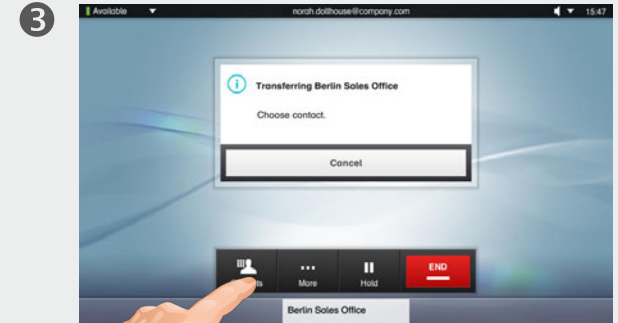 3
Available norah.dollhouse@company.com 15:47
Transferring Berlin Sales Office
Choose contact.
Cancel
More Hold END
Berlin Sales Office